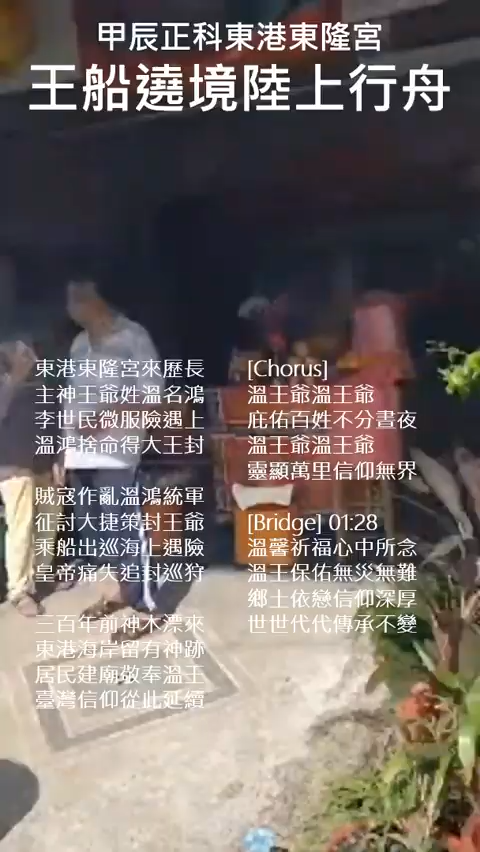 甲辰正科東港東隆宮
王船遶境陸上行舟
東港東隆宮來歷長
主神王爺姓溫名鴻
李世民微服險遇上
溫鴻捨命得大王封
賊寇作亂溫鴻統軍
征討大捷策封王爺
乘船出巡海上遇險
皇帝痛失追封巡狩
三百年前神木漂來
東港海岸留有神跡
居民建廟敬奉溫王
臺灣信仰從此延續
[Chorus]
溫王爺溫王爺
庇佑百姓不分晝夜
溫王爺溫王爺
靈顯萬里信仰無界
[Bridge] 01:28
溫馨祈福心中所念
溫王保佑無災無難
鄉土依戀信仰深厚
世世代代傳承不變